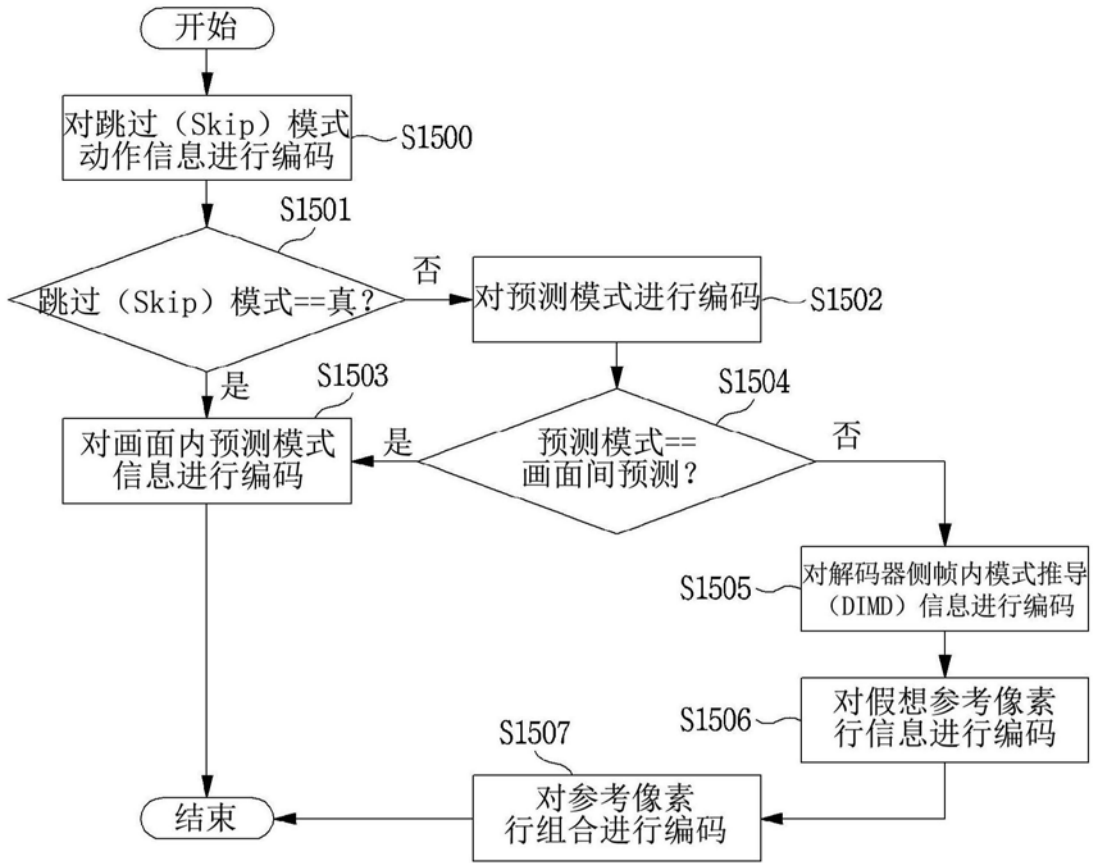 开始
对跳过（Skip）模式
动作信息进行编码
S1500
S1501
跳过（Skip）模式==真？
否
对预测模式进行编码
S1502
是
S1503
对画面内预测模式
信息进行编码
S1504
预测模式==
画面间预测？
是
否
S1505
对解码器侧帧内模式推导
（DIMD）信息进行编码
S1506
对假想参考像素
行信息进行编码
S1507
对参考像素
行组合进行编码
结束